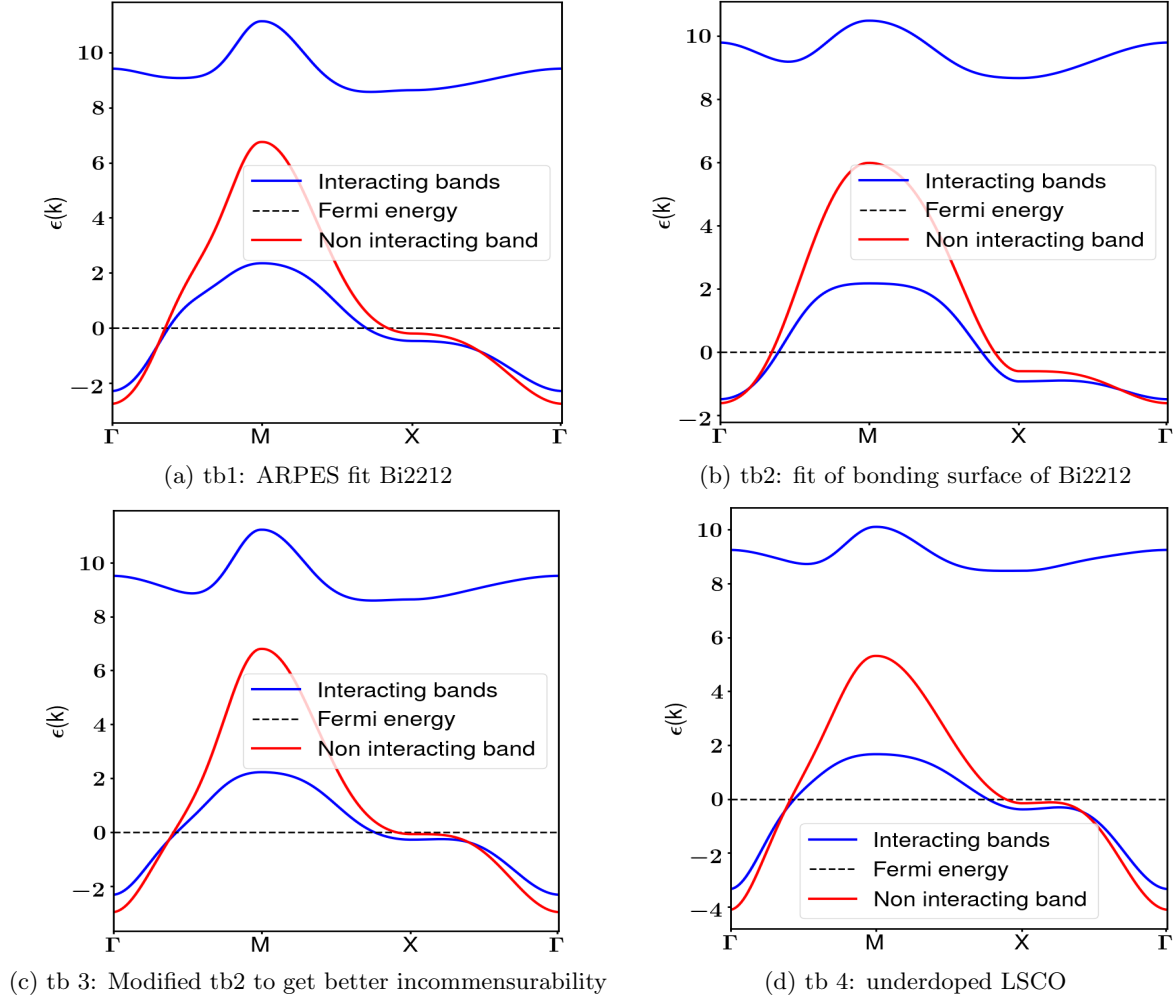 10
8
6
4
2
0
−2
ϵ(k)
Interacting bands
Fermi energy
Non interacting band
Γ M X Γ
(a) tb1: ARPES fit Bi2212
10
8
6
4
2
0
−2
ϵ(k)
Interacting bands
Fermi energy
Non interacting band
Γ M X Γ
(b) tb2: fit of bonding surface of Bi2212
10
8
6
4
2
0
−2
ϵ(k)
Interacting bands
Fermi energy
Non interacting band
Γ M X Γ
(c) tb 3: Modified tb2 to get better incommensurability
10
8
6
4
2
0
−2
−4
ϵ(k)
Interacting bands
Fermi energy
Non interacting band
Γ M X Γ
(d) tb 4: underdoped LSCO